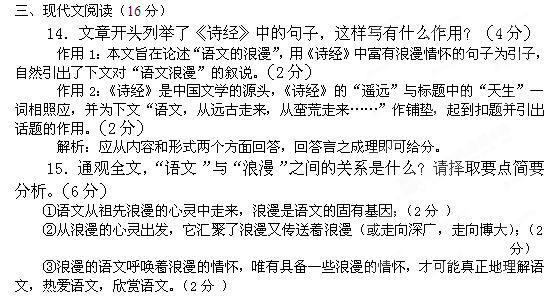 三、现代文阅读（16分）
14．文章开头列举了《诗经》中的句子，这样写有什么作用？（4分）
作用1：本文旨在论述“语文的浪漫”，用《诗经》中富有浪漫情怀的句子为引子，
自然引出了下文对“语文浪漫”的叙说。（2分）
作用2：《诗经》是中国文学的源头，《诗经》的“遥远”与标题中的“天生”一
词相照应，并为下文“语文，从远古走来，从蛮荒走来……”作铺垫，起到扣题并引出
话题的作用。（2分）
解析：应从内容和形式两个方面回答，回答言之成理即可给分。
15．通观全文，“语文”与“浪漫”之间的关系是什么？请择取要点简要
分析。（6分）
①语文从祖先浪漫的心灵中走来，浪漫是语文的固有基因；（2分 ）
②从浪漫的心灵出发，它汇聚了浪漫又传送着浪漫（或走向深广，走向博大）；（2
分）
③浪漫的语文呼唤着浪漫的情怀，唯有具备一些浪漫的情怀，才可能真正地理解语
文，热爱语文，欣赏语文。（2分 ）